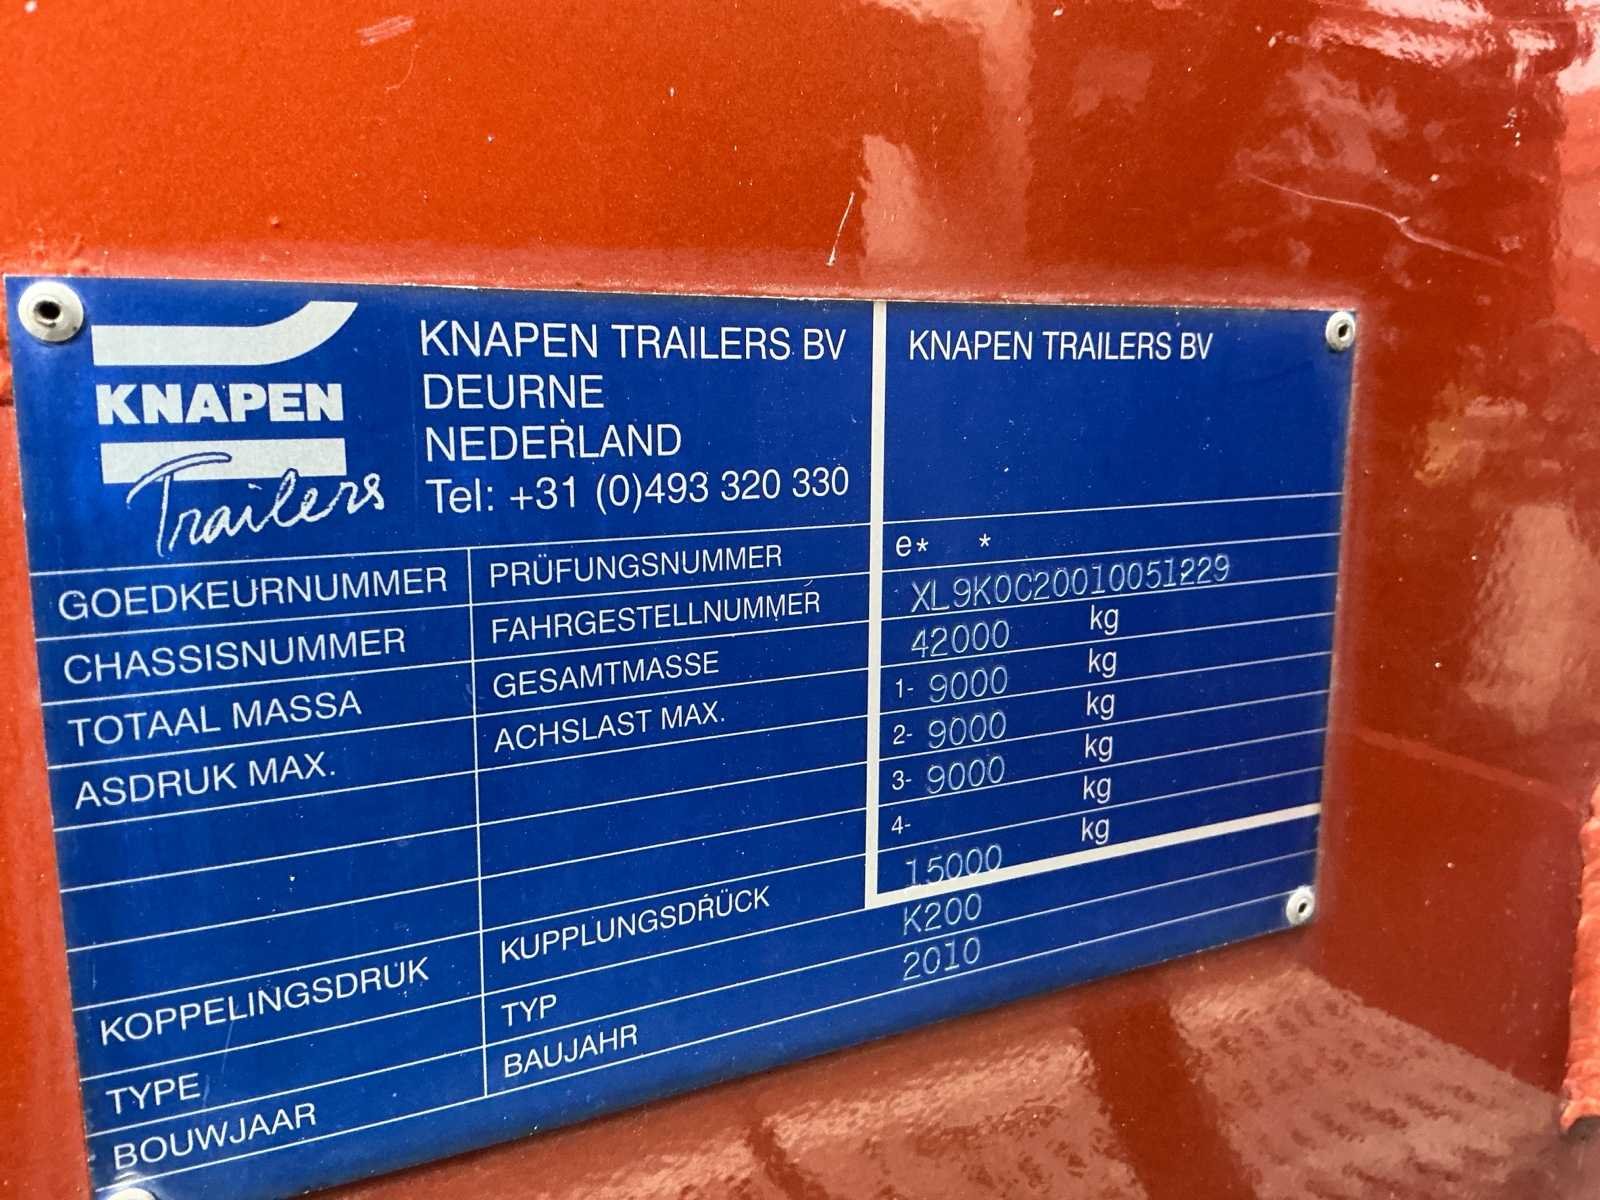 KNAPEN
Trailers
KNAPEN TRAILERS BV
DEURNE
NEDERLAND
Tel: +31 (0)493 320 330
KNAPEN TRAILERS BV
GOEDKEURNUMMER PRÜFUNGSNUMMER e* *
CHASSISNUMMER FAHRGESTELLNUMMER XL9K0C20010051229
TOTAAL MASSA GESAMTMASSE 42000 kg
ASDRUK MAX. ACHSLAST MAX. 1- 9000 kg
2- 9000 kg
3- 9000 kg
4- kg
KOPPELINGSDRUK KUPPLUNGSDRÜCK 15000 kg
TYPE TYP K200
BOUWJAAR BAUJAHR 2010